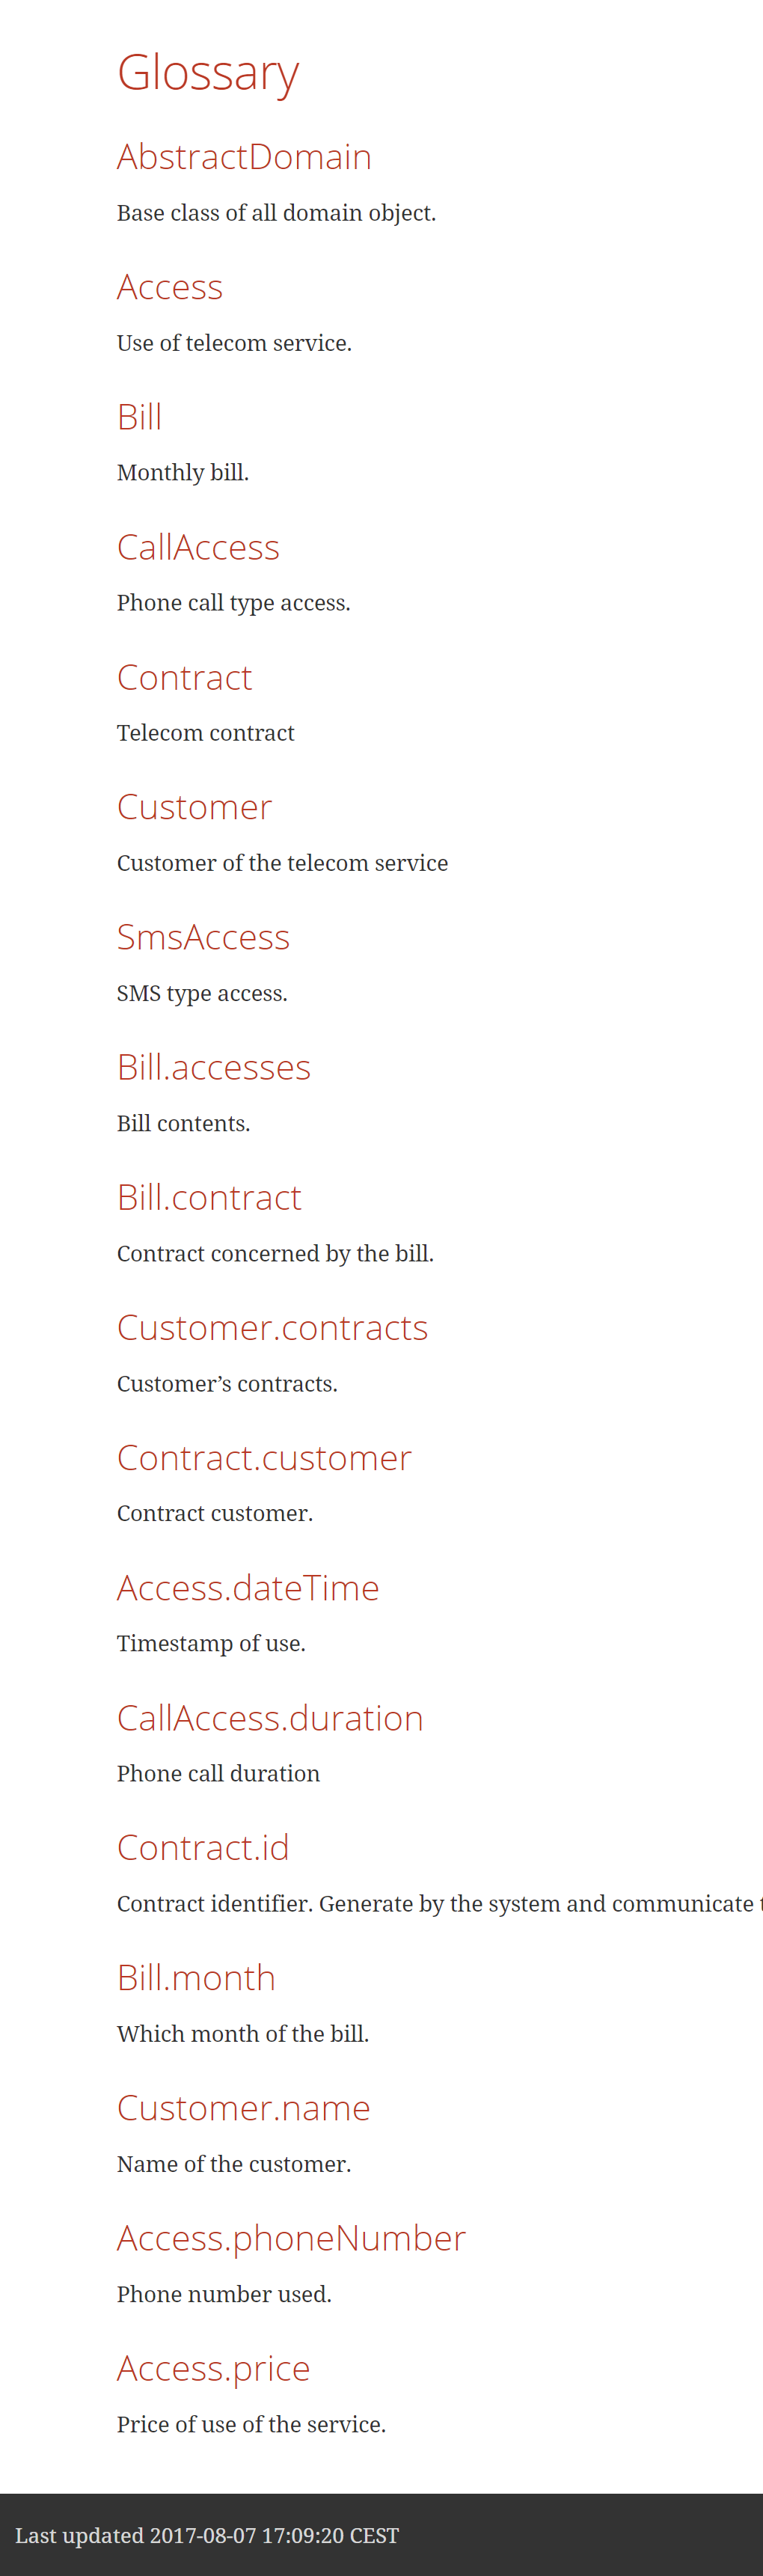 Glossary
AbstractDomain
Base class of all domain object.
Access
Use of telecom service.
Bill
Monthly bill.
CallAccess
Phone call type access.
Contract
Telecom contract
Customer
Customer of the telecom service
SmsAccess
SMS type access.
Bill.accesses
Bill contents.
Bill.contract
Contract concerned by the bill.
Customer.contracts
Customer’s contracts.
Contract.customer
Contract customer.
Access.dateTime
Timestamp of use.
CallAccess.duration
Phone call duration
Contract.id
Contract identifier. Generate by the system and communicate
Bill.month
Which month of the bill.
Customer.name
Name of the customer.
Access.phoneNumber
Phone number used.
Access.price
Price of use of the service.
Last updated 2017-08-07 17:09:20 CEST